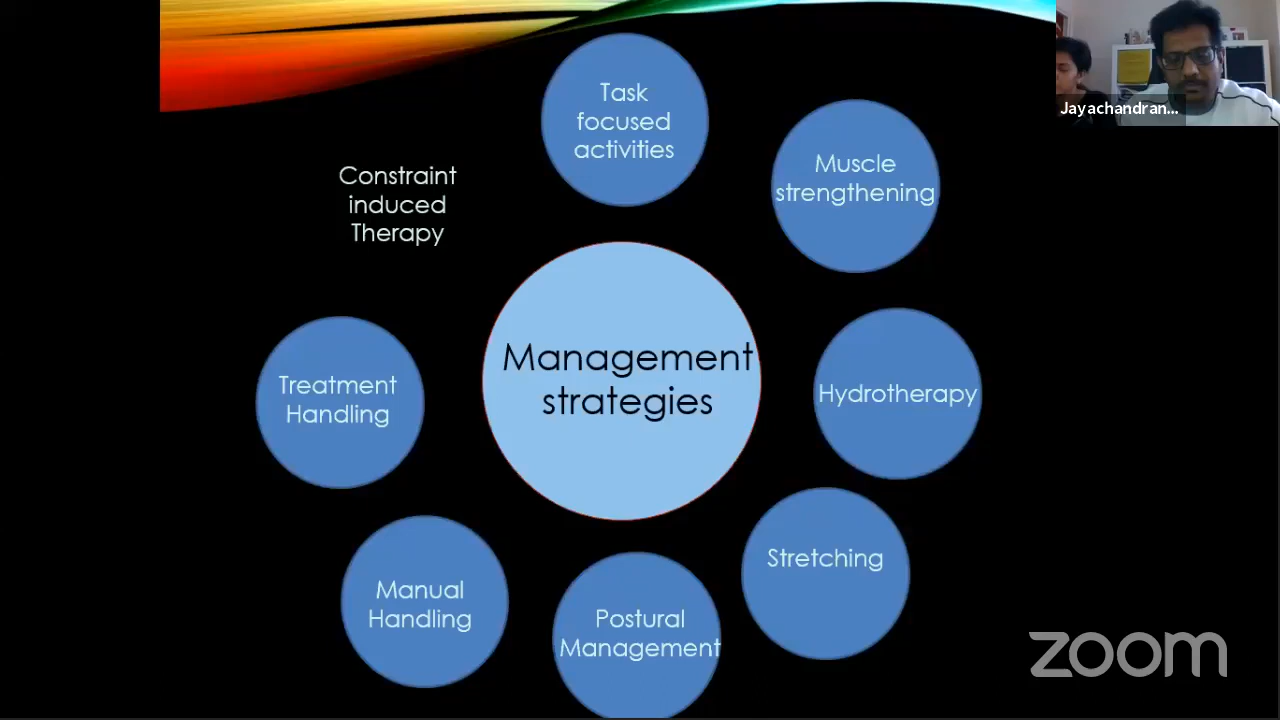 Task
focused
activities
Jayachandran...
Muscle
strengthening
Constraint
induced
Therapy
Management
strategies
Treatment
Handling
Hydrotherapy
Stretching
Manual
Handling
Postural
Management
zoom